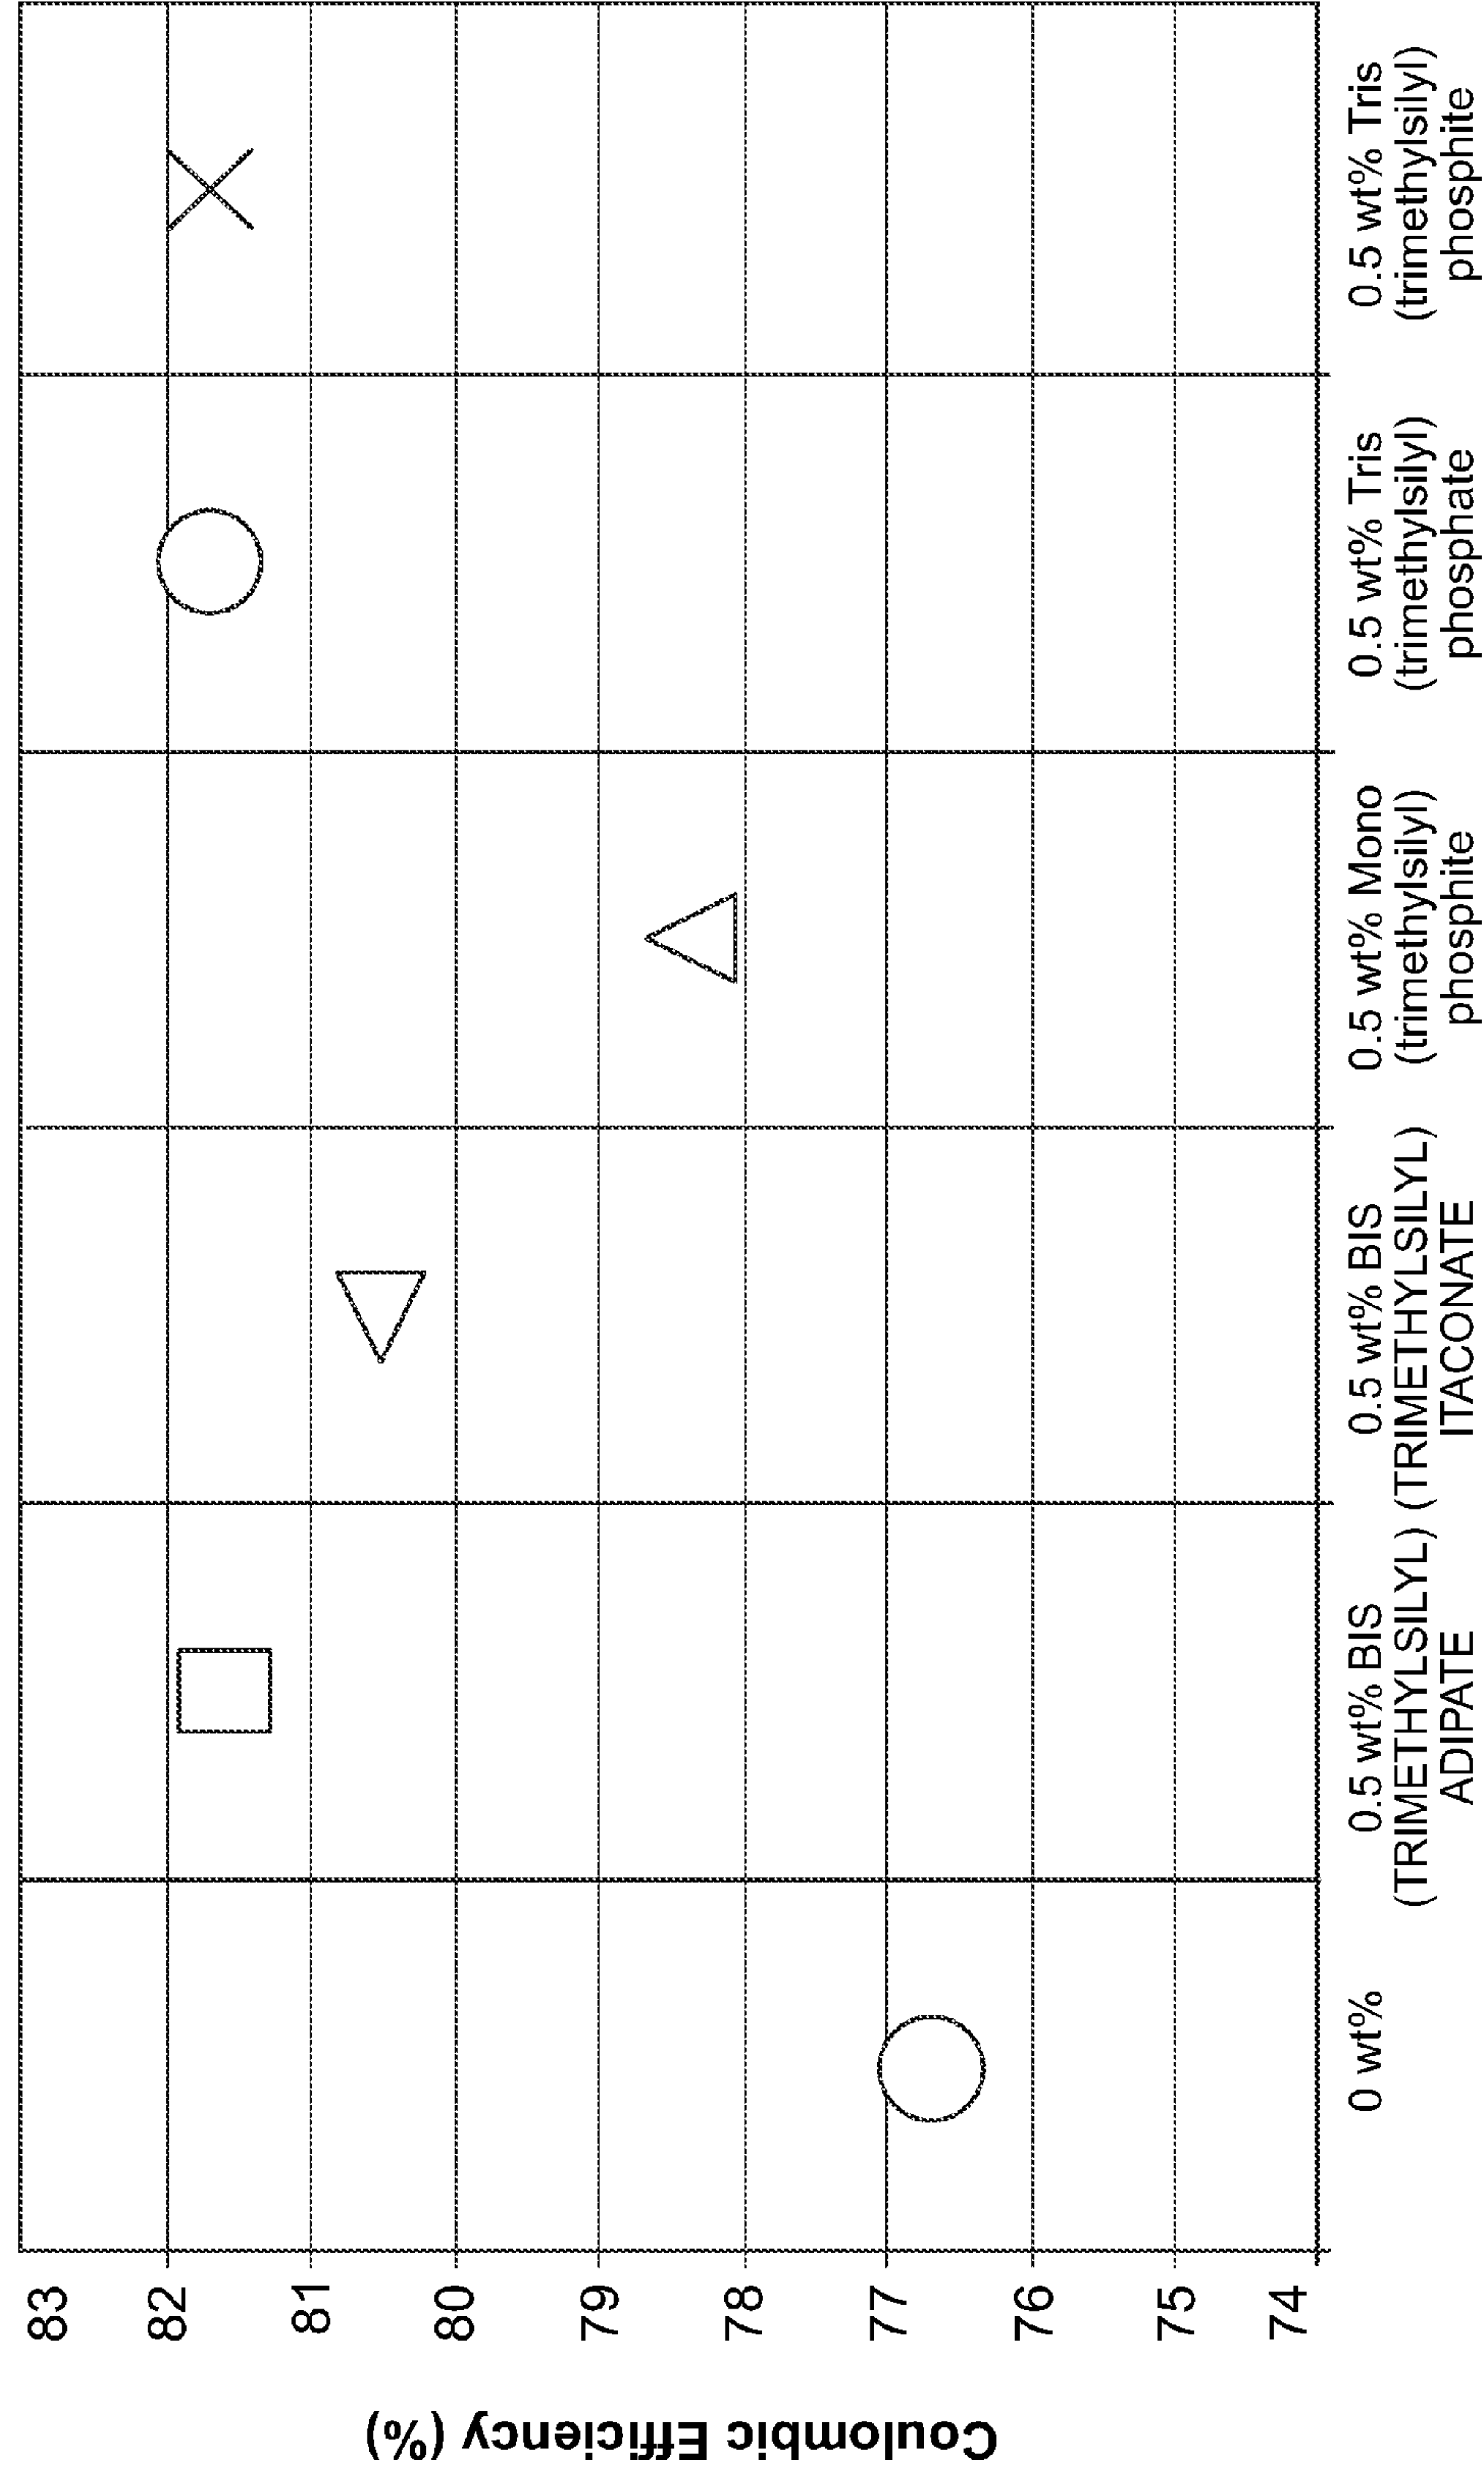 Coulombic Efficiency (%)
83
82
81
80
79
78
77
76
75
74
0 wt%
0.5 wt% BIS
(TRIMETHYLSILYL)
ADIPATE
0.5 wt% BIS
(TRIMETHYLSILYL)
ITACONATE
0.5 wt% Mono
(trimethylsilyl)
phosphite
0.5 wt% Tris
(trimethylsilyl)
phosphate
0.5 wt% Tris
(trimethylsilyl)
phosphite